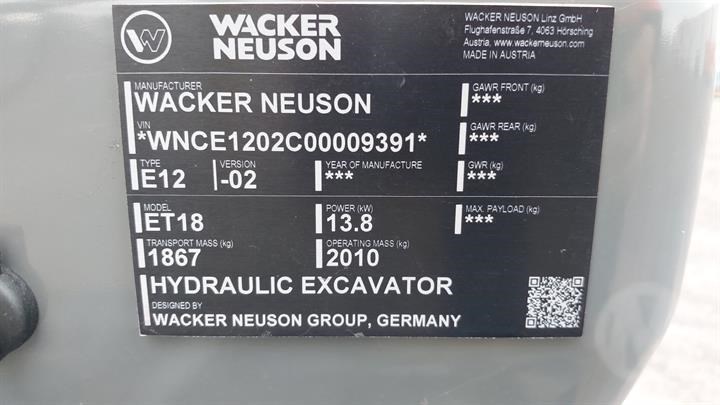 WACKER
NEUSON
WACKER NEUSON Linz GmbH
Flughafenstraße 7, 4063 Hörsching
Austria, www.wackerneuson.com
MADE IN AUSTRIA
MANUFACTURER
WACKER NEUSON
GAWR FRONT (kg)
***
VIN
*WNCE1202C00009391*
GAWR REAR (kg)
***
TYPE
E12
VERSION
-02
YEAR OF MANUFACTURE
***
GWR (kg)
***
MODEL
ET18
POWER (kW)
13.8
MAX. PAYLOAD (kg)
***
TRANSPORT MASS (kg)
1867
OPERATING MASS (kg)
2010
HYDRAULIC EXCAVATOR
DESIGNED BY
WACKER NEUSON GROUP, GERMANY